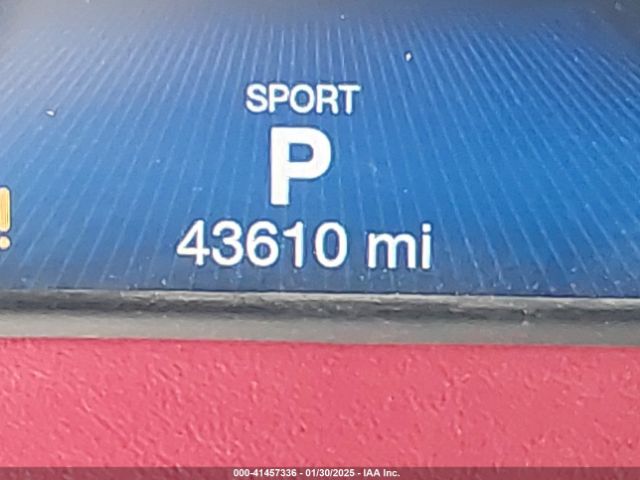 SPORT
P
43610 mi
!
000-41457336 - 01/30/2025 - IAA Inc.